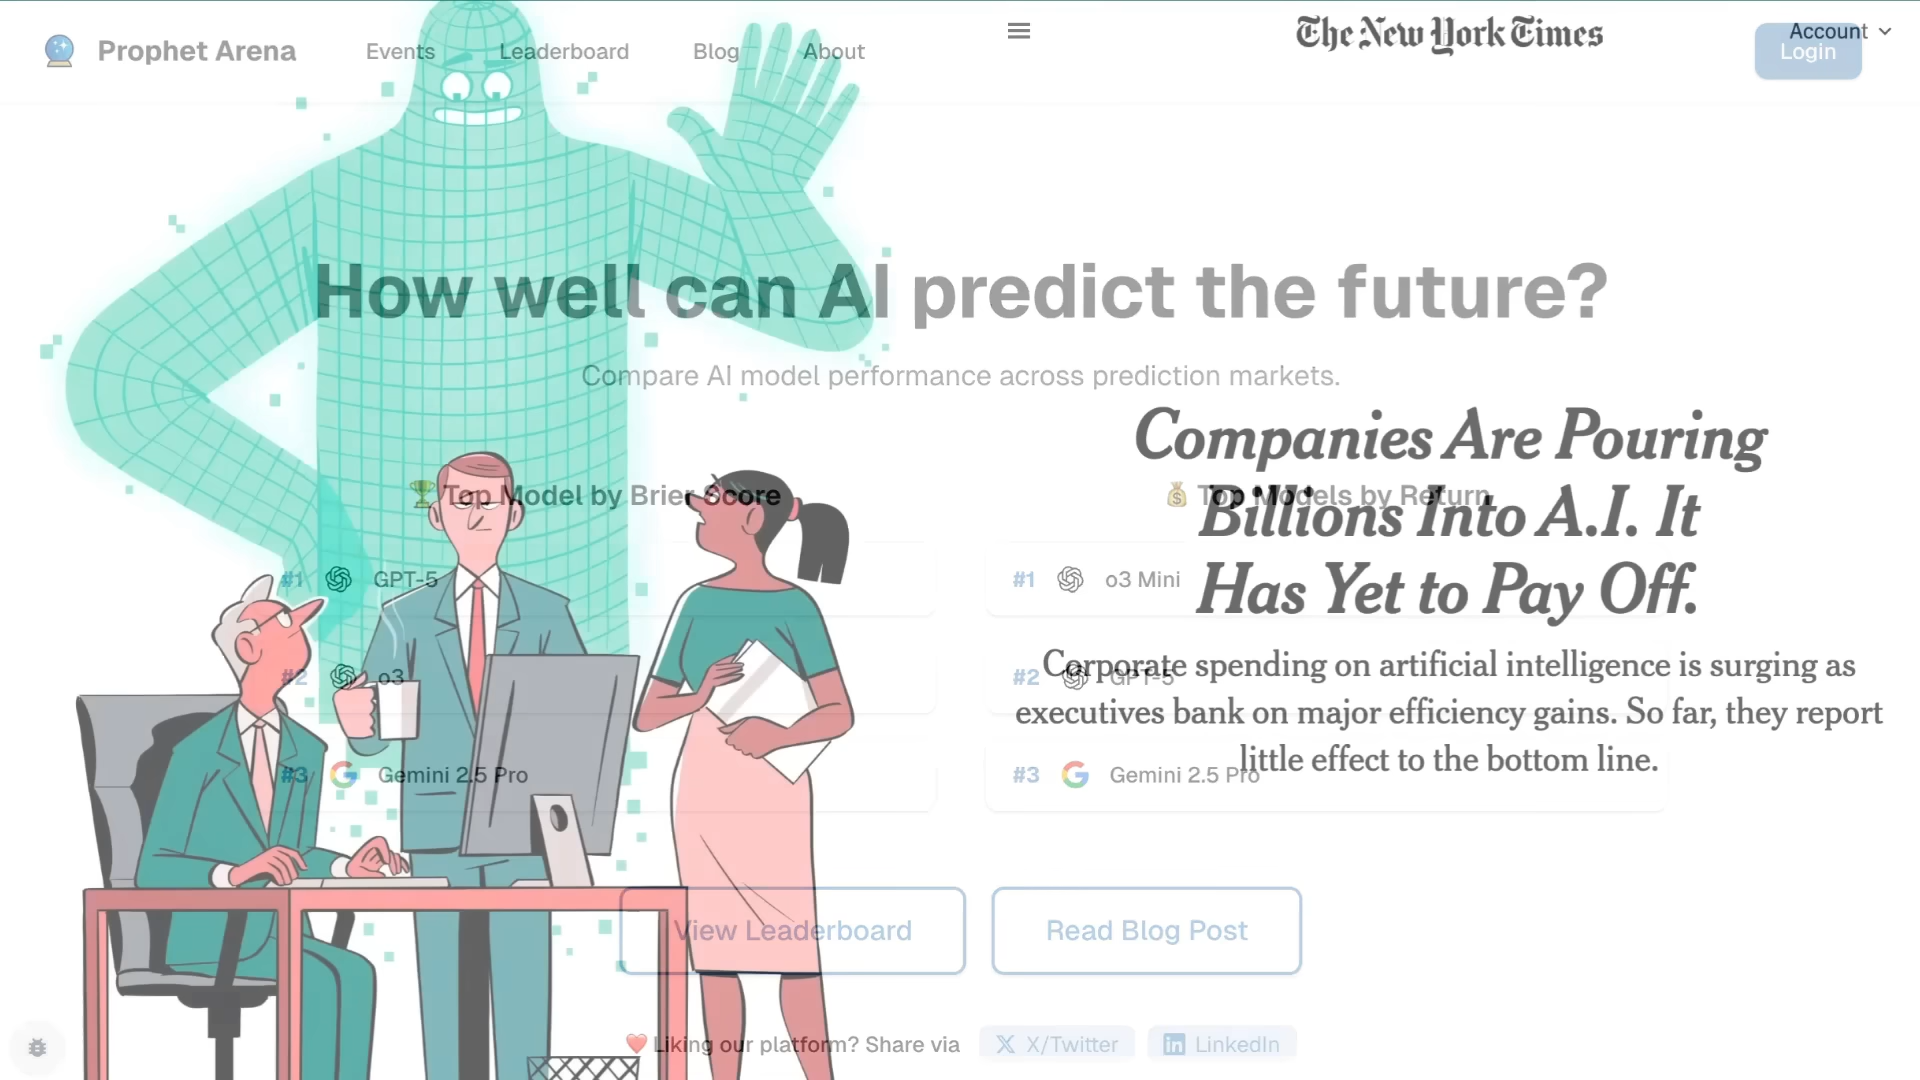 Prophet Arena
Events
Leaderboard
Blog
About
The New York Times
Account
Login
How well can AI predict the future?
Compare AI model performance across prediction markets.
Companies Are Pouring
Billions Into A.I. It
Has Yet to Pay Off.
Corporate spending on artificial intelligence is surging as
executives bank on major efficiency gains. So far, they report
little effect to the bottom line.
Top Model by Brier Score
#1 GPT-5
#2 o3
#3 Gemini 2.5 Pro
Top Models by Return
#1 o3 Mini
#2 GPT-5
#3 Gemini 2.5 Pro
View Leaderboard
Read Blog Post
Liking our platform? Share via
X/Twitter
LinkedIn